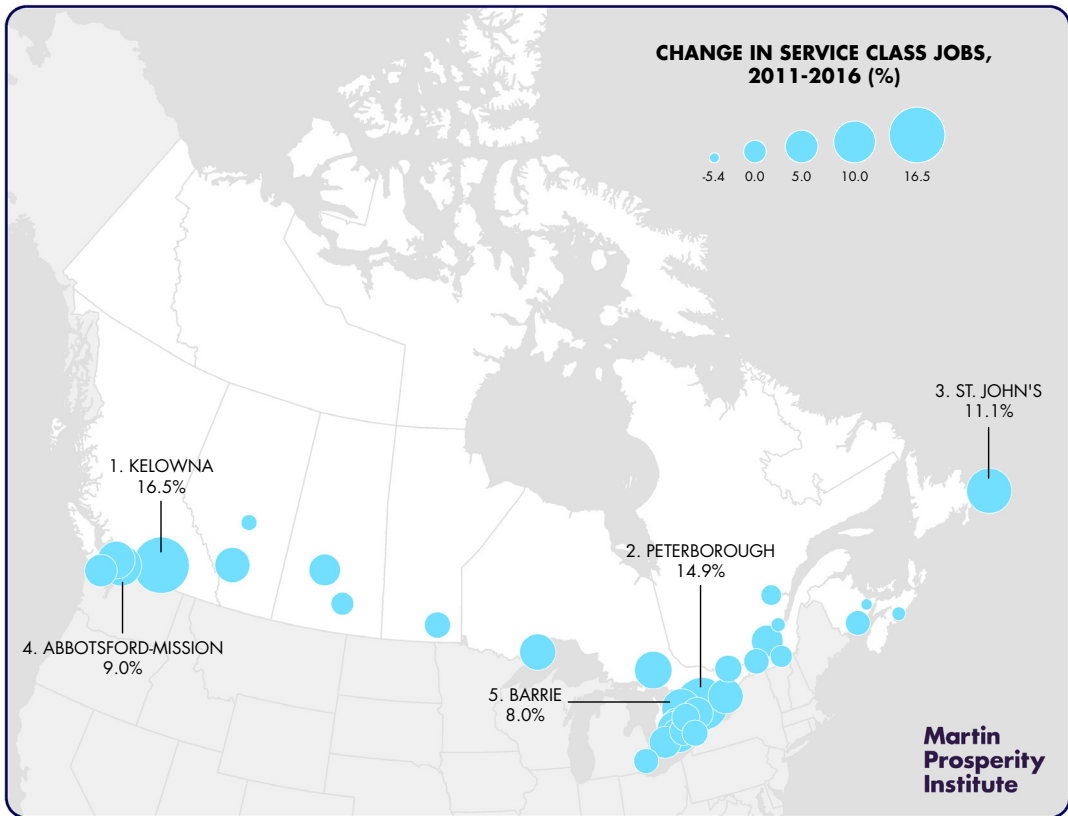 CHANGE IN SERVICE CLASS JOBS,
2011-2016 (%)
-5.4
0.0
5.0
10.0
16.5
3. ST. JOHN'S
11.1%
1. KELOWNA
16.5%
2. PETERBOROUGH
14.9%
4. ABBOTSFORD-MISSION
9.0%
5. BARRIE
8.0%
Martin
Prosperity
Institute